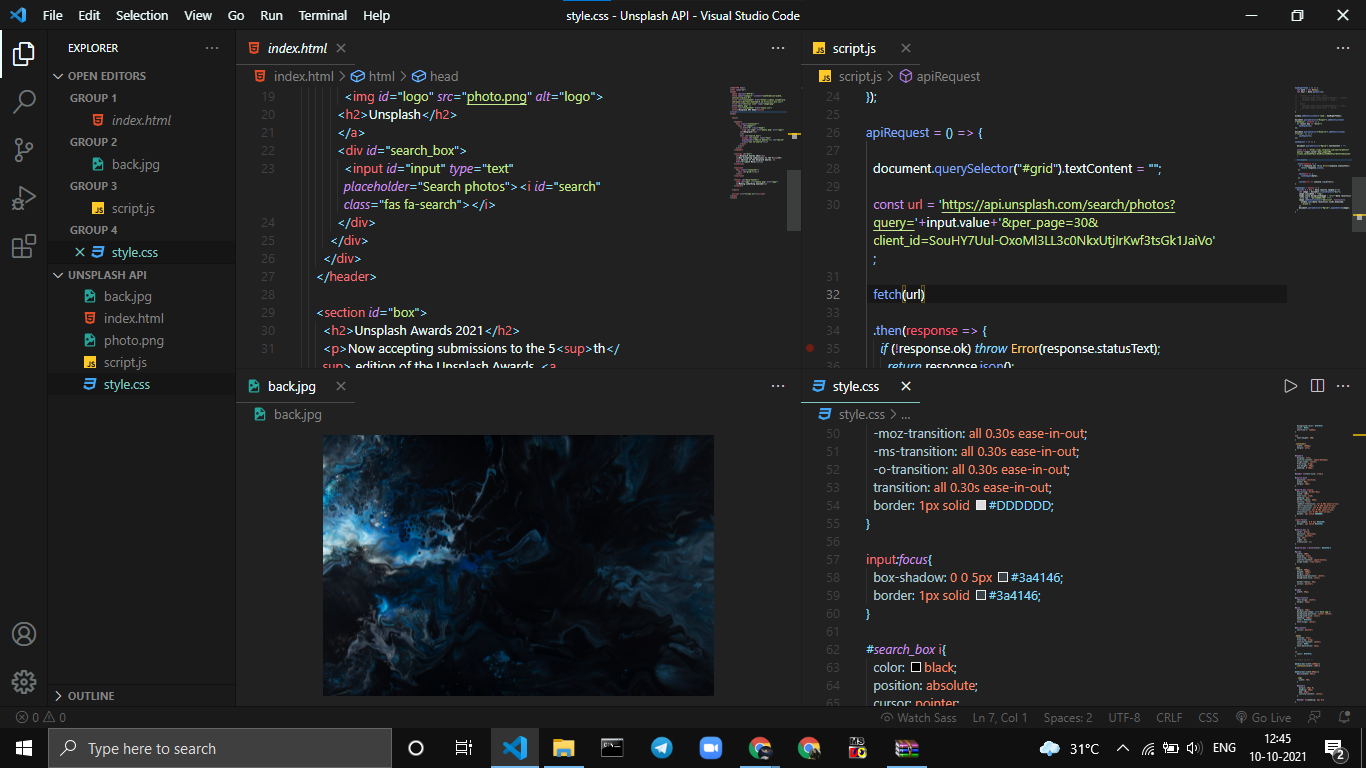 File Edit Selection View Go Run Terminal Help
style.css - Unsplash API - Visual Studio Code
EXPLORER
OPEN EDITORS
GROUP 1
index.html
GROUP 2
back.jpg
GROUP 3
script.js
GROUP 4
style.css
UNSPLASH API
back.jpg
index.html
photo.png
script.js
style.css
OUTLINE
index.html
index.html > html > head
19 <img id="logo" src="photo.png" alt="logo">
20 <h2>Unsplash</h2>
21 </a>
22 <div id="search_box">
23 <input id="input" type="text"
placeholder="Search photos"><i id="search"
class="fas fa-search"></i>
24 </div>
25 </div>
26 </div>
27 </header>
28
29 <section id="box">
30 <h2>Unsplash Awards 2021</h2>
31 <p>Now accepting submissions to the 5<sup>th</
sup> edition of the Unsplash Awards. <a
script.js
script.js > apiRequest
24 });
25
26 apiRequest = () => {
27
28 document.querySelector("#grid").textContent = "";
29
30 const url = 'https://api.unsplash.com/search/photos?
query='+input.value+'&per_page=30&
client_id=SouHY7Uul-OxoMl3LL3c0NkxUtjIrKwf3tsGk1JaiVo'
;
31
32 fetch(url)
33
34 .then(response => {
35 if (!response.ok) throw Error(response.statusText);
36 return response.json();
back.jpg
back.jpg
style.css
style.css > ...
50 -moz-transition: all 0.30s ease-in-out;
51 -ms-transition: all 0.30s ease-in-out;
52 -o-transition: all 0.30s ease-in-out;
53 transition: all 0.30s ease-in-out;
54 border: 1px solid #DDDDDD;
55 }
56
57 input:focus{
58 box-shadow: 0 0 5px #3a4146;
59 border: 1px solid #3a4146;
60 }
61
62 #search_box i{
63 color: black;
64 position: absolute;
65 cursor: pointer;
0 0
Watch Sass Ln 7, Col 1 Spaces: 2 UTF-8 CRLF CSS Go Live
Type here to search
31°C ENG
12:45
10-10-2021
2